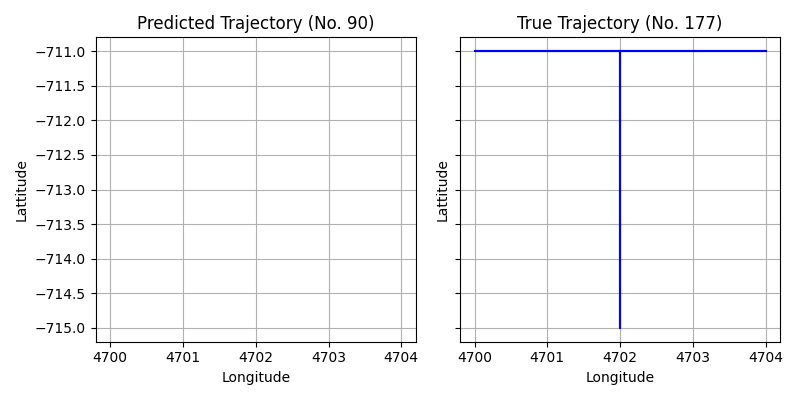 Predicted Trajectory (No. 90)
True Trajectory (No. 177)
−711.0
−711.5
−712.0
−712.5
−713.0
−713.5
−714.0
−714.5
−715.0
Lattitude
Lattitude
4700 4701 4702 4703 4704
4700 4701 4702 4703 4704
Longitude
Longitude